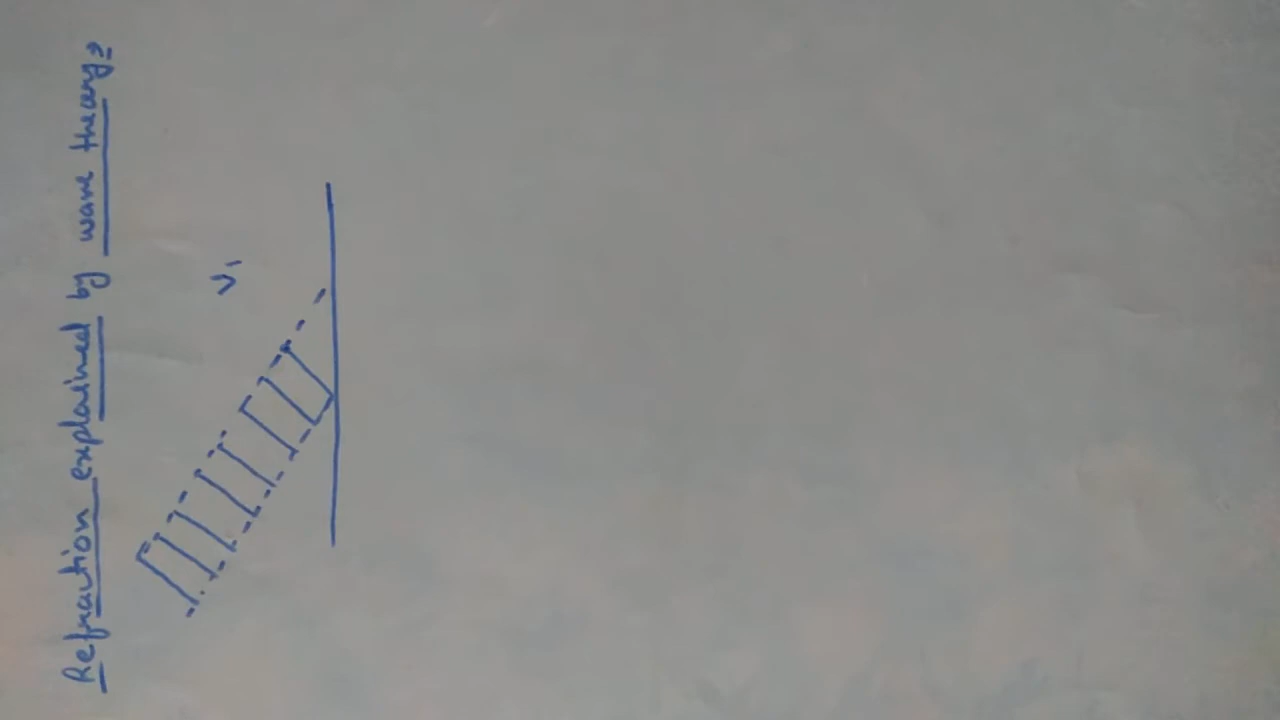 Refraction explained by wave theory :-
V₁